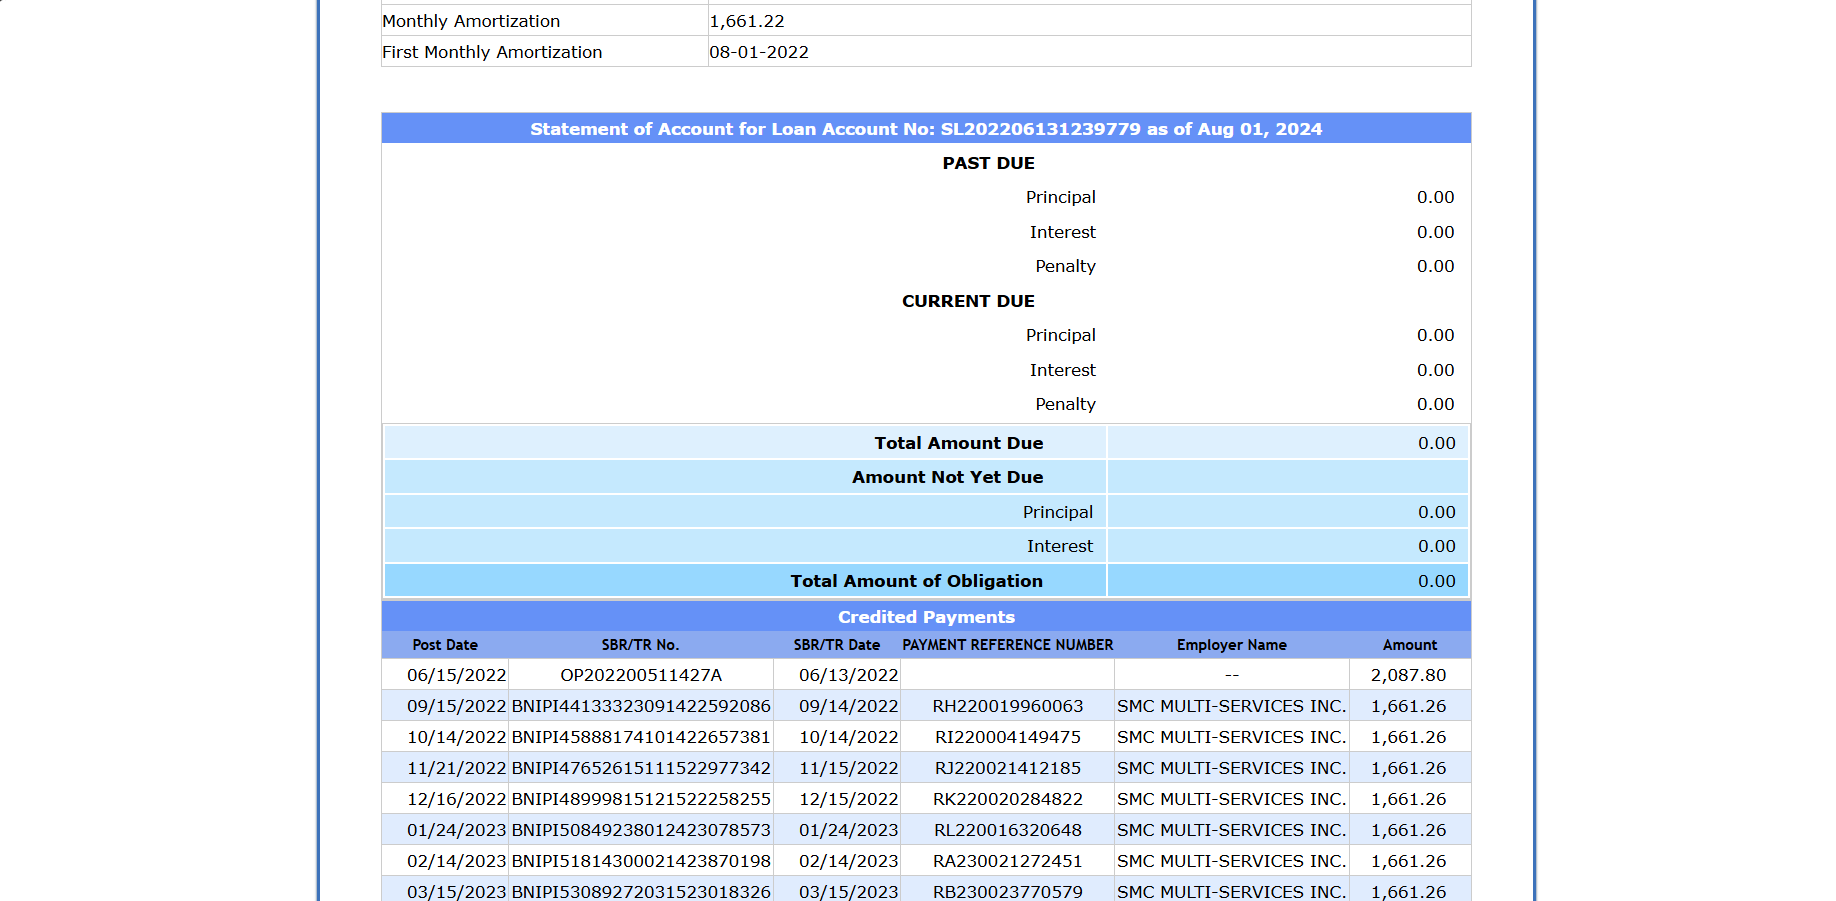 Monthly Amortization 1,661.22
First Monthly Amortization 08-01-2022
Statement of Account for Loan Account No: SL202206131239779 as of Aug 01, 2024
PAST DUE
Principal 0.00
Interest 0.00
Penalty 0.00
CURRENT DUE
Principal 0.00
Interest 0.00
Penalty 0.00
Total Amount Due 0.00
Amount Not Yet Due
Principal 0.00
Interest 0.00
Total Amount of Obligation 0.00
Credited Payments
Post Date SBR/TR No. SBR/TR Date PAYMENT REFERENCE NUMBER Employer Name Amount
06/15/2022 OP202200511427A 06/13/2022 -- 2,087.80
09/15/2022 BNIPI44133323091422592086 09/14/2022 RH220019960063 SMC MULTI-SERVICES INC. 1,661.26
10/14/2022 BNIPI45888174101422657381 10/14/2022 RI220004149475 SMC MULTI-SERVICES INC. 1,661.26
11/21/2022 BNIPI47652615111522977342 11/15/2022 RJ220021412185 SMC MULTI-SERVICES INC. 1,661.26
12/16/2022 BNIPI48999815121522258255 12/15/2022 RK220020284822 SMC MULTI-SERVICES INC. 1,661.26
01/24/2023 BNIPI50849238012423078573 01/24/2023 RL220016320648 SMC MULTI-SERVICES INC. 1,661.26
02/14/2023 BNIPI51814300021423870198 02/14/2023 RA230021272451 SMC MULTI-SERVICES INC. 1,661.26
03/15/2023 BNIPI53089272031523018326 03/15/2023 RB230023770579 SMC MULTI-SERVICES INC. 1,661.26